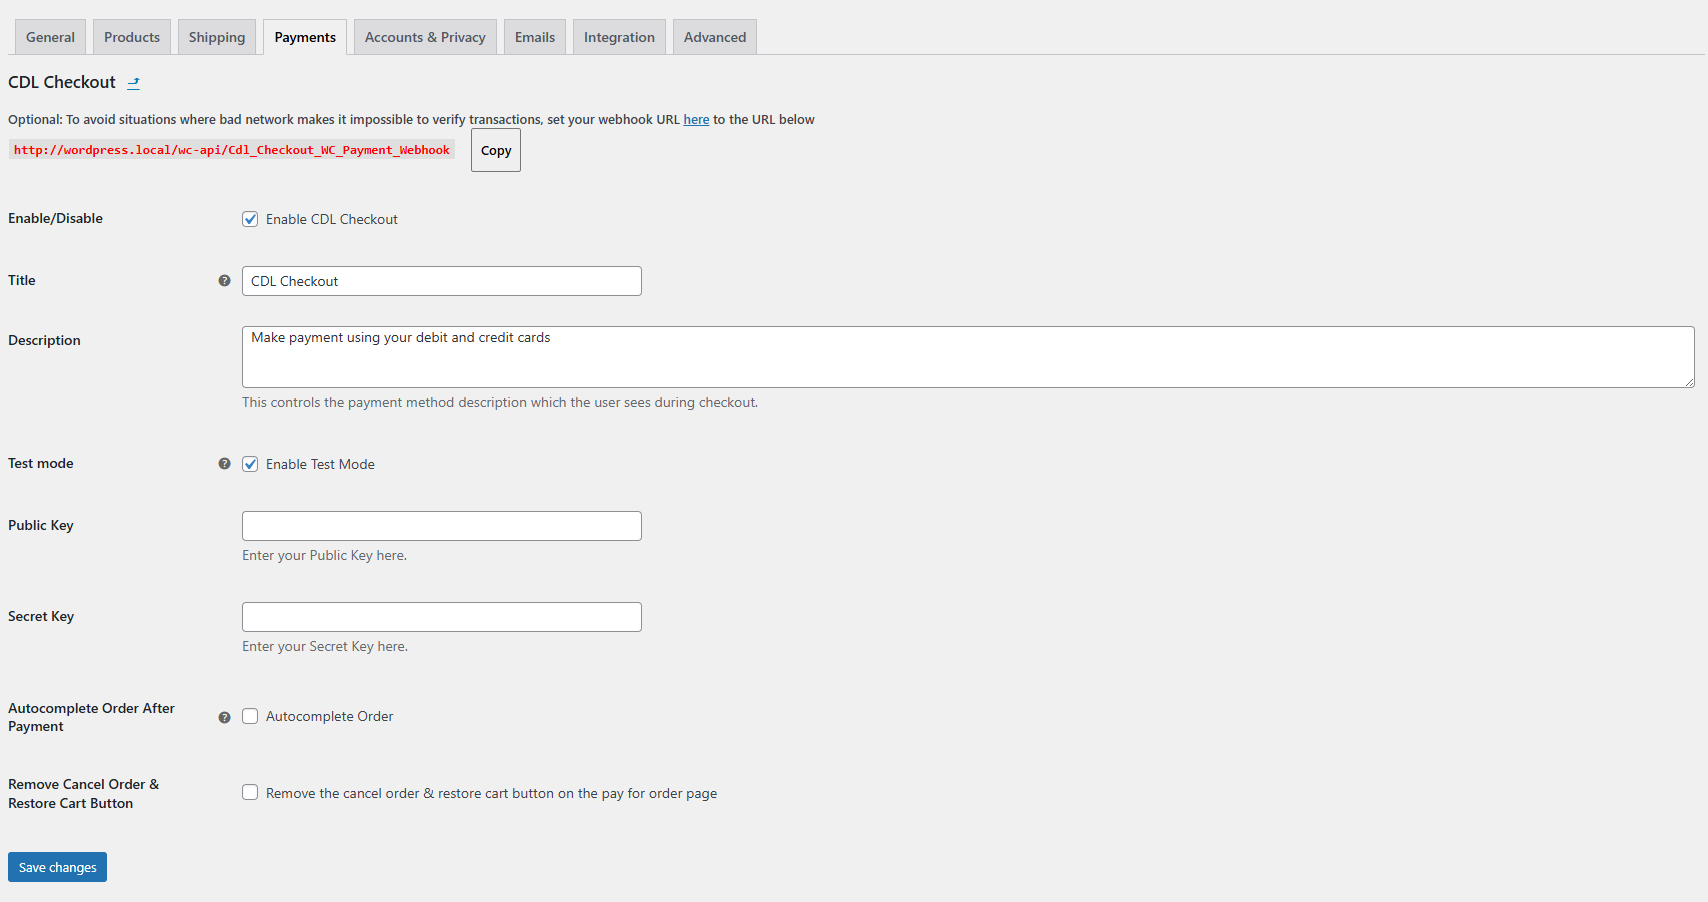 General
Products
Shipping
Payments
Accounts & Privacy
Emails
Integration
Advanced
CDL Checkout
Optional: To avoid situations where bad network makes it impossible to verify transactions, set your webhook URL here to the URL below
http://wordpress.local/wc-api/Cdl_Checkout_WC_Payment_Webhook
Copy
Enable/Disable
Enable CDL Checkout
Title
CDL Checkout
Description
Make payment using your debit and credit cards
This controls the payment method description which the user sees during checkout.
Test mode
Enable Test Mode
Public Key
Enter your Public Key here.
Secret Key
Enter your Secret Key here.
Autocomplete Order After
Payment
Autocomplete Order
Remove Cancel Order &
Restore Cart Button
Remove the cancel order & restore cart button on the pay for order page
Save changes